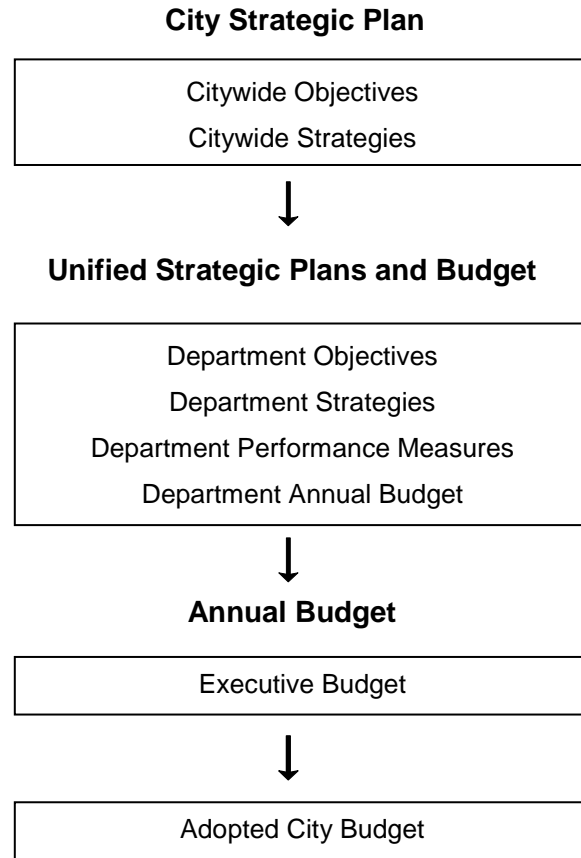 City Strategic Plan
Citywide Objectives
Citywide Strategies
Unified Strategic Plans and Budget
Department Objectives
Department Strategies
Department Performance Measures
Department Annual Budget
Annual Budget
Executive Budget
Adopted City Budget